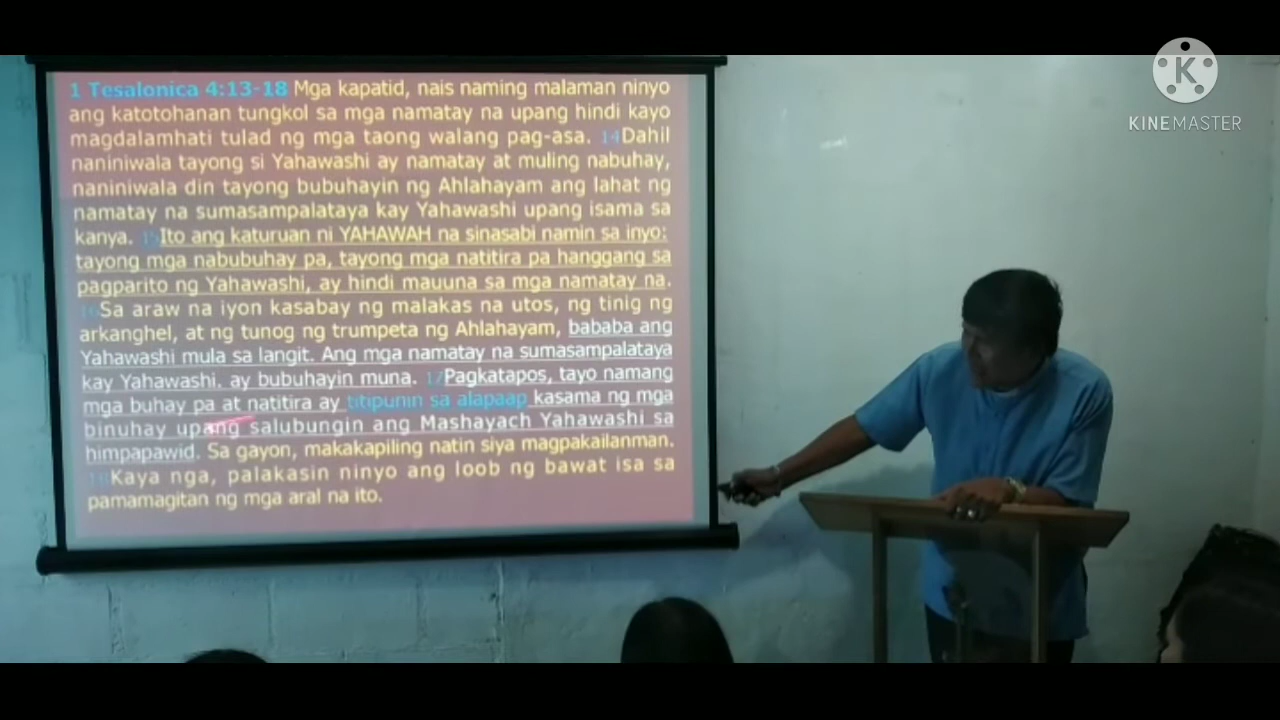 1 Tesalonica 4:13-18 Mga kapatid, nais naming malaman ninyo
ang katotohanan tungkol sa mga namatay na upang hindi kayo
magdalamhati tulad ng mga taong walang pag-asa. 14Dahil
naniniwala tayong si Yahawashi ay namatay at muling nabuhay,
naniniwala din tayong bubuhayin ng Ahlahayam ang lahat ng
namatay na sumasampalataya kay Yahawashi upang isama sa
kanya. 15Ito ang katuruan ni YAHAWAH na sinasabi namin sa inyo:
tayong mga nabubuhay pa, tayong mga natitira pa hanggang sa
pagparito ng Yahawashi, ay hindi mauuna sa mga namatay na.
16Sa araw na iyon kasabay ng malakas na utos, ng tinig ng
arkanghel, at ng tunog ng trumpeta ng Ahlahayam, bababa ang
Yahawashi mula sa langit. Ang mga namatay na sumasampalataya
kay Yahawashi. ay bubuhayin muna. 17Pagkatapos, tayo namang
mga buhay pa at natitira ay titipunin sa alapaap kasama ng mga
binuhay upang salubungin ang Mashayach Yahawashi sa
himpapawid. Sa gayon, makakapiling natin siya magpakailanman.
18Kaya nga, palakasin ninyo ang loob ng bawat isa sa
pamamagitan ng mga aral na ito.
K
KINEMASTER